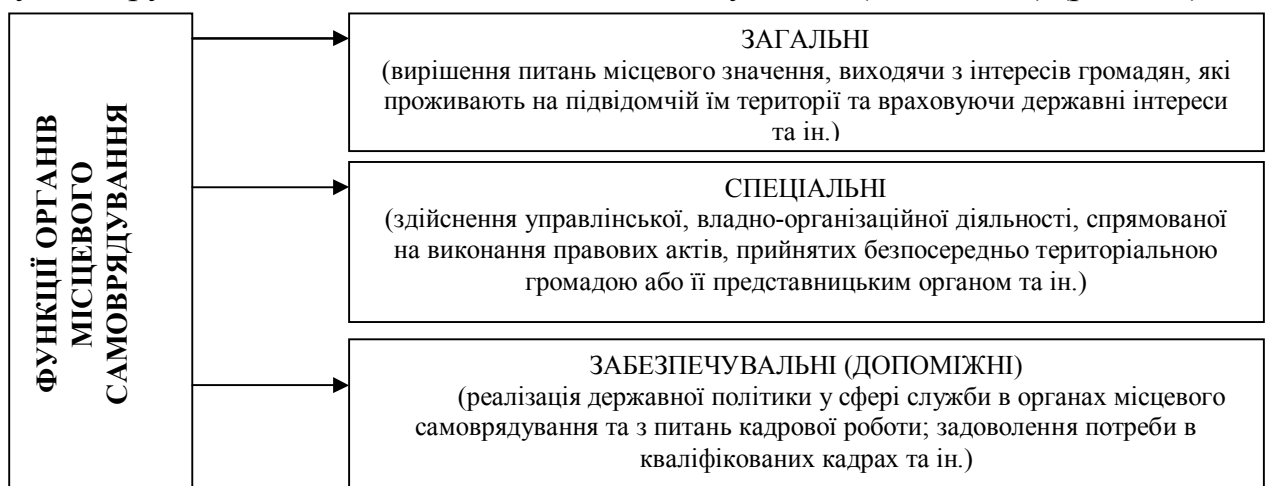 ФУНКЦІЇ ОРГАНІВ
МІСЦЕВОГО
САМОВРЯДУВАННЯ
ЗАГАЛЬНІ
(вирішення питань місцевого значення, виходячи з інтересів громадян, які
проживають на підвідомчій їм території та враховуючи державні інтереси
та ін.)
СПЕЦІАЛЬНІ
(здійснення управлінської, владно-організаційної діяльності, спрямованої
на виконання правових актів, прийнятих безпосередньо територіальною
громадою або її представницьким органом та ін.)
ЗАБЕЗПЕЧУВАЛЬНІ (ДОПОМІЖНІ)
(реалізація державної політики у сфері служби в органах місцевого
самоврядування та з питань кадрової роботи; задоволення потреби в
кваліфікованих кадрах та ін.)